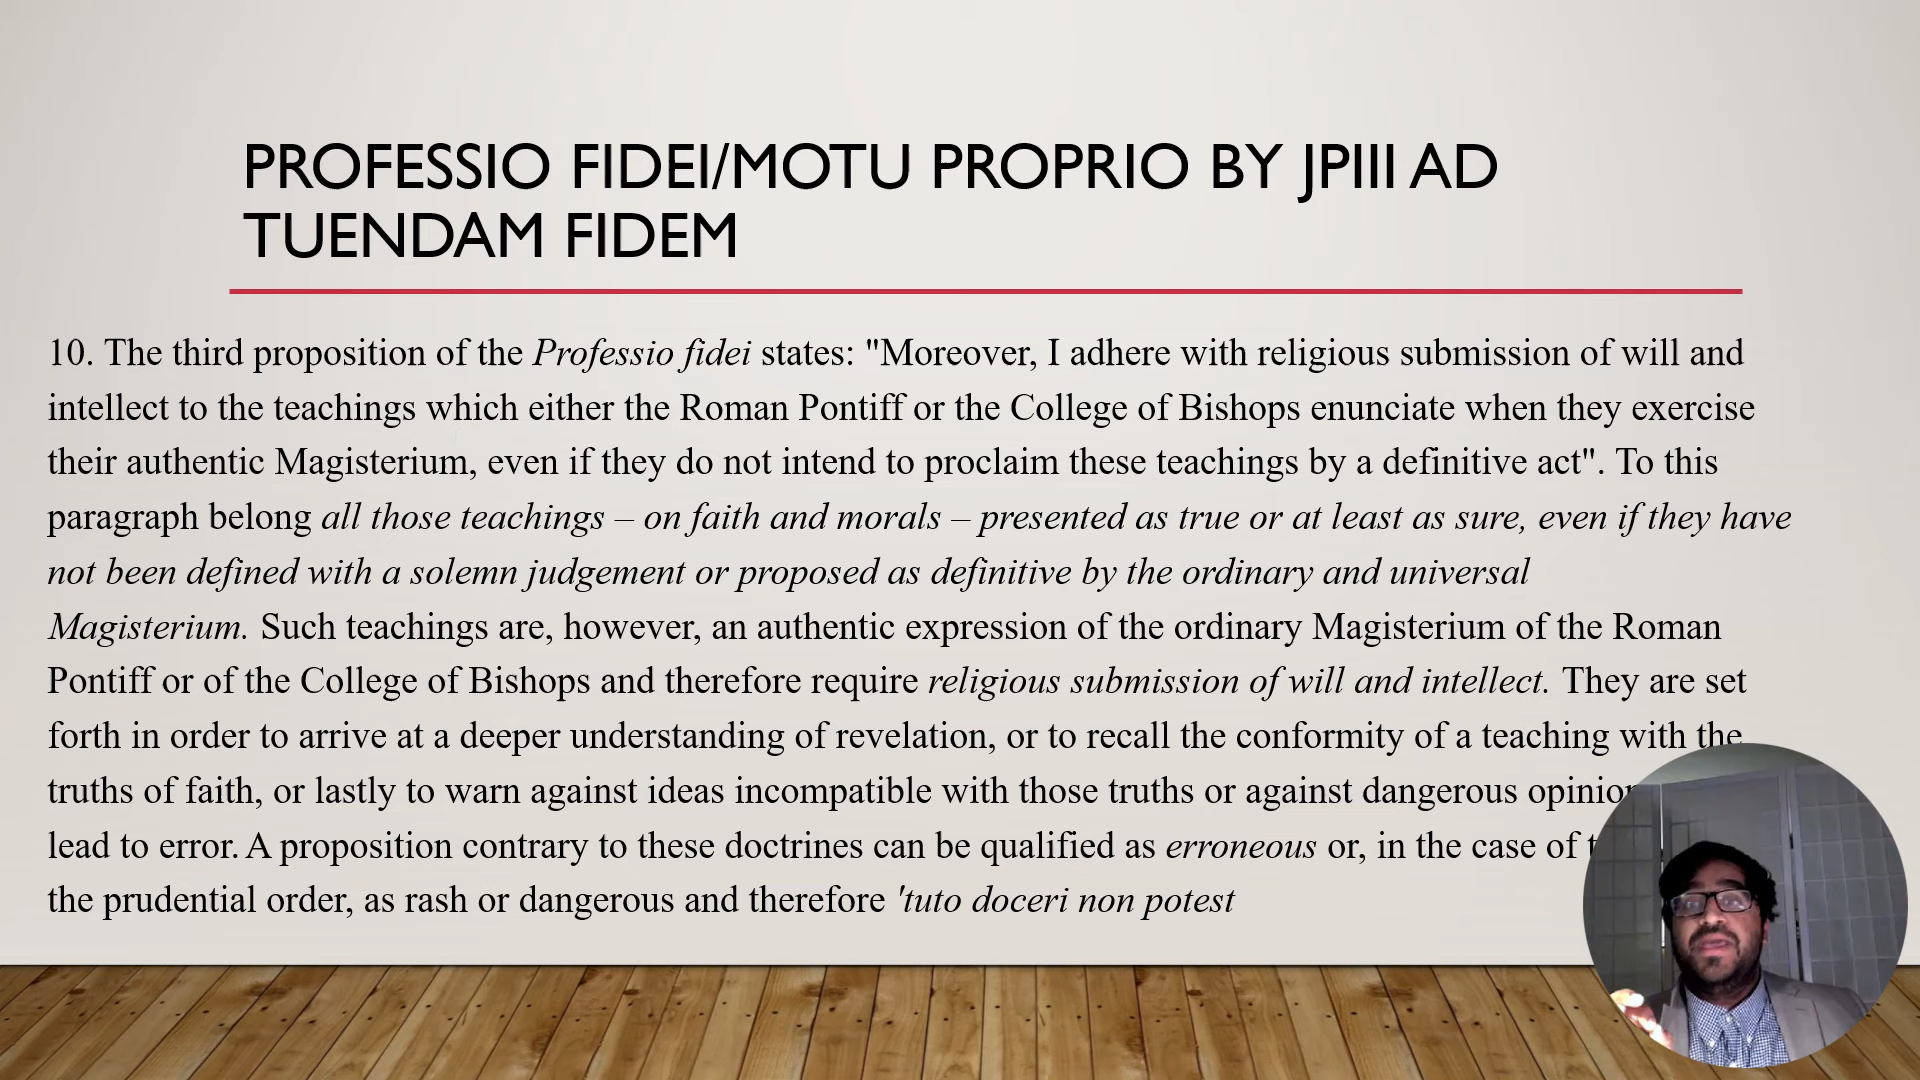 PROFESSIO FIDEI/MOTU PROPRIO BY JPIII AD
TUENDAM FIDEM
10. The third proposition of the Professio fidei states: "Moreover, I adhere with religious submission of will and
intellect to the teachings which either the Roman Pontiff or the College of Bishops enunciate when they exercise
their authentic Magisterium, even if they do not intend to proclaim these teachings by a definitive act". To this
paragraph belong all those teachings – on faith and morals – presented as true or at least as sure, even if they have
not been defined with a solemn judgement or proposed as definitive by the ordinary and universal
Magisterium. Such teachings are, however, an authentic expression of the ordinary Magisterium of the Roman
Pontiff or of the College of Bishops and therefore require religious submission of will and intellect. They are set
forth in order to arrive at a deeper understanding of revelation, or to recall the conformity of a teaching with the
truths of faith, or lastly to warn against ideas incompatible with those truths or against dangerous
lead to error. A proposition contrary to these doctrines can be qualified as erroneous or, in the case of
the prudential order, as rash or dangerous and therefore 'tuto doceri non potest